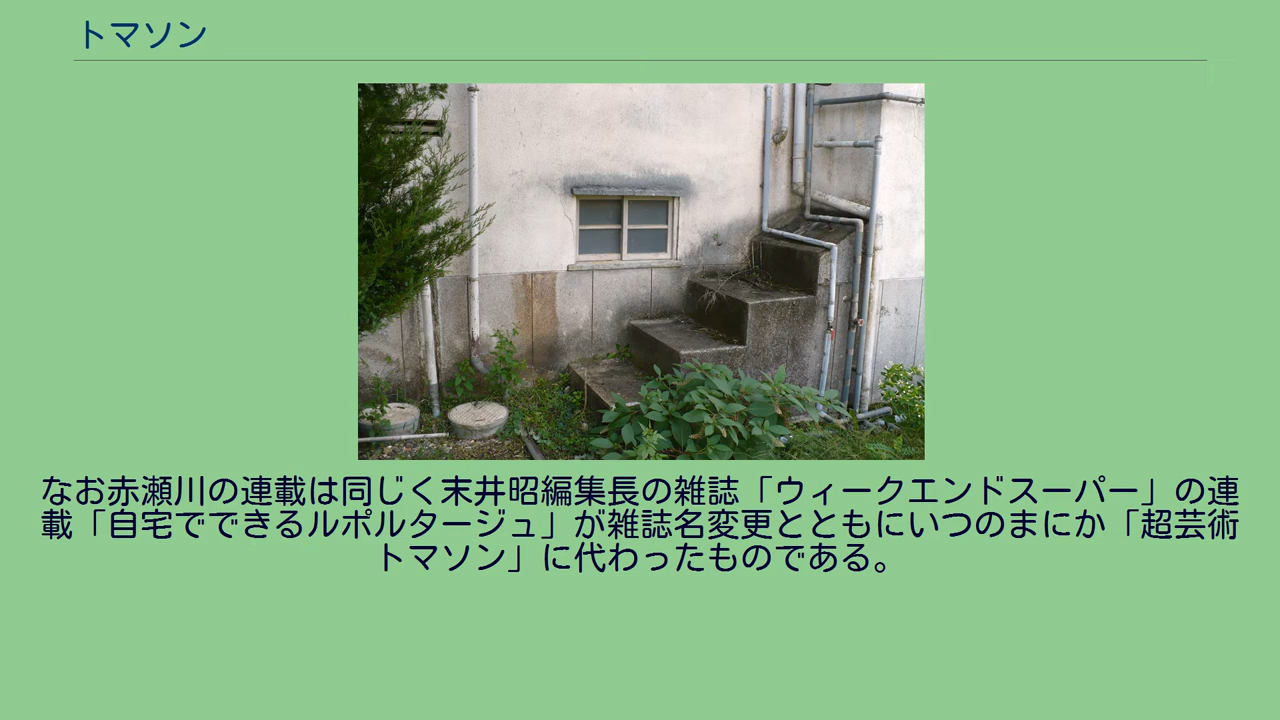 トマソン
なお赤瀬川の連載は同じく末井昭編集長の雑誌「ウィークエンドスーパー」の連
載「自宅でできるルポルタージュ」が雑誌名変更とともにいつのまにか「超芸術
トマソン」に代わったものである。